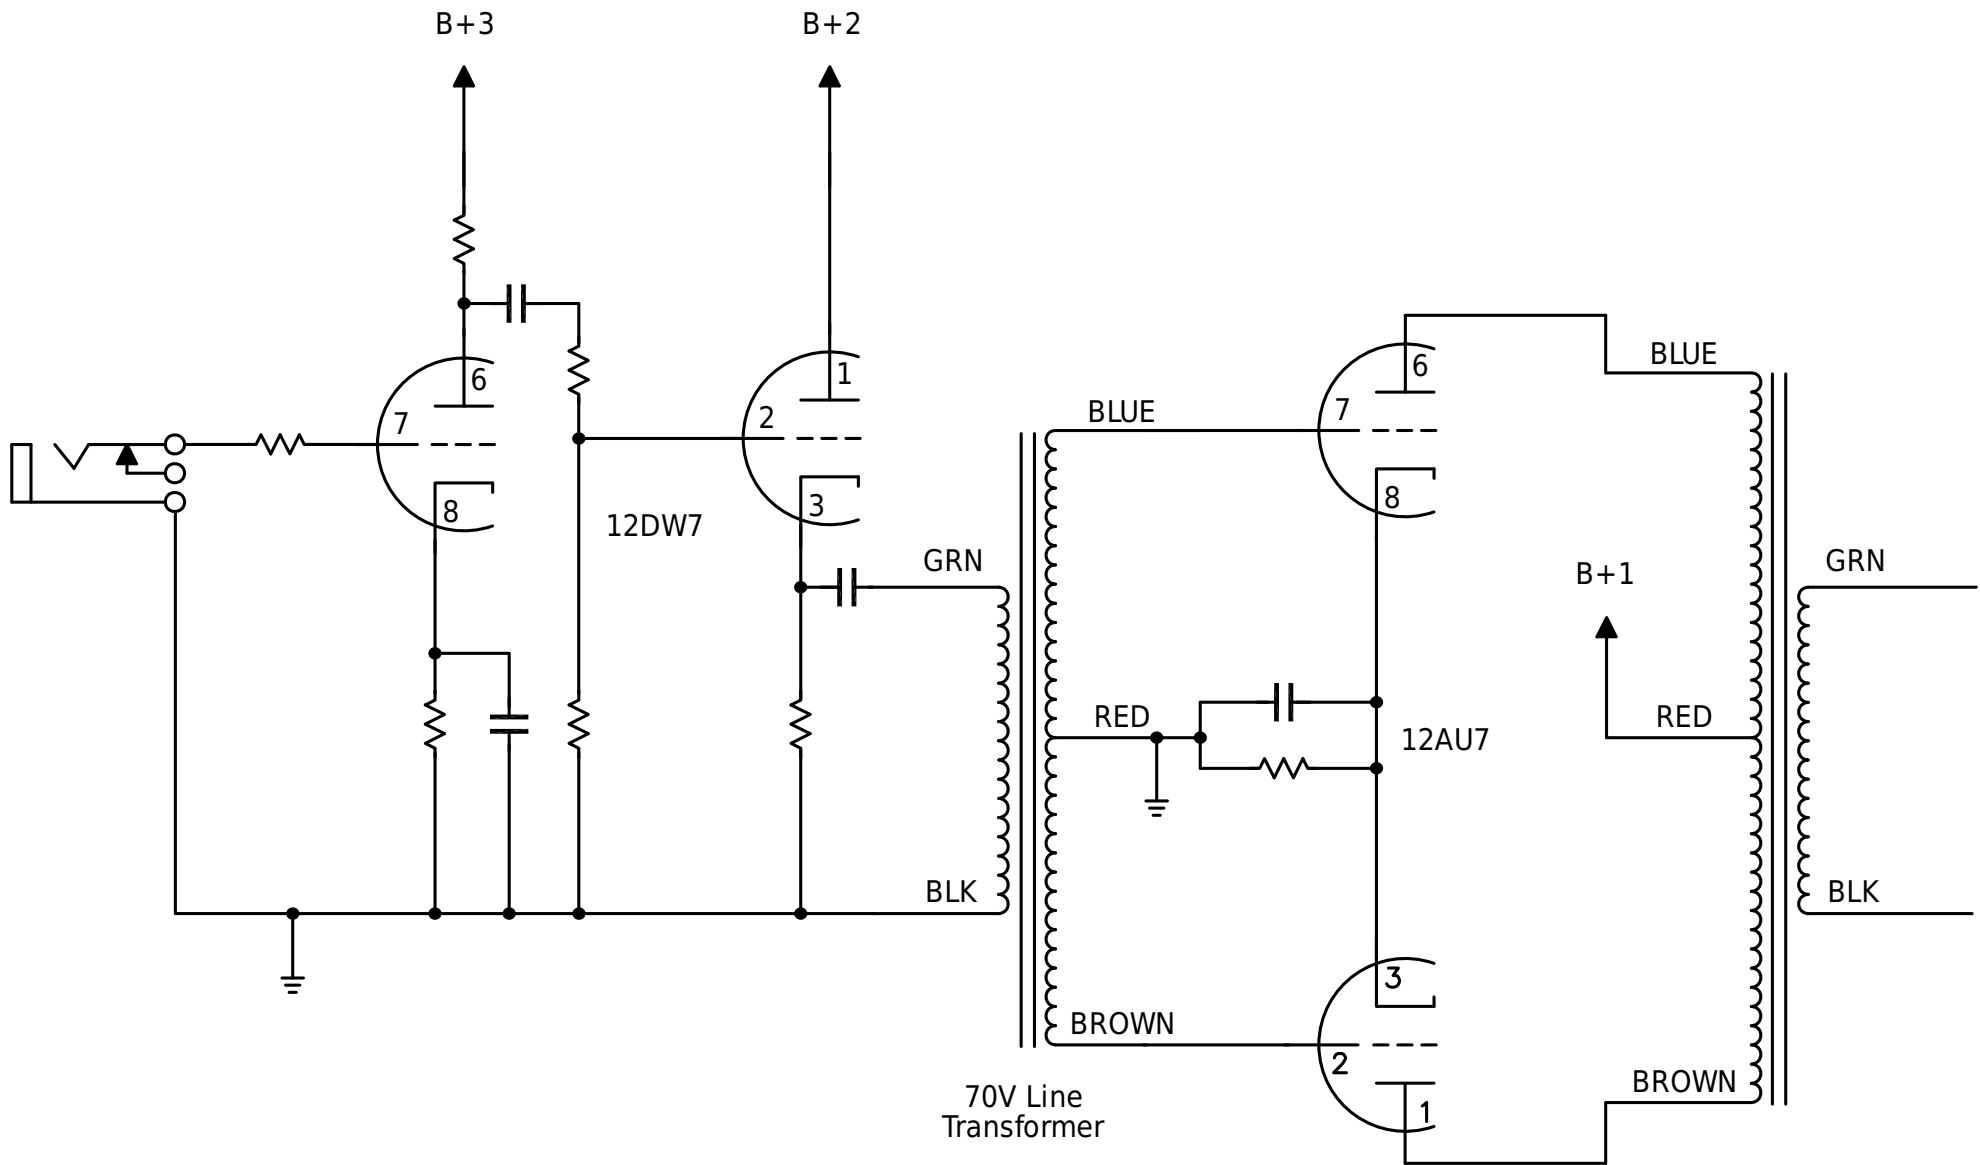 B+3
B+2
6
7
8
12DW7
1
2
3
GRN
BLK
BLUE
RED
BROWN
70V Line
Transformer
6
7
8
12AU7
3
2
1
BLUE
B+1
RED
BROWN
GRN
BLK